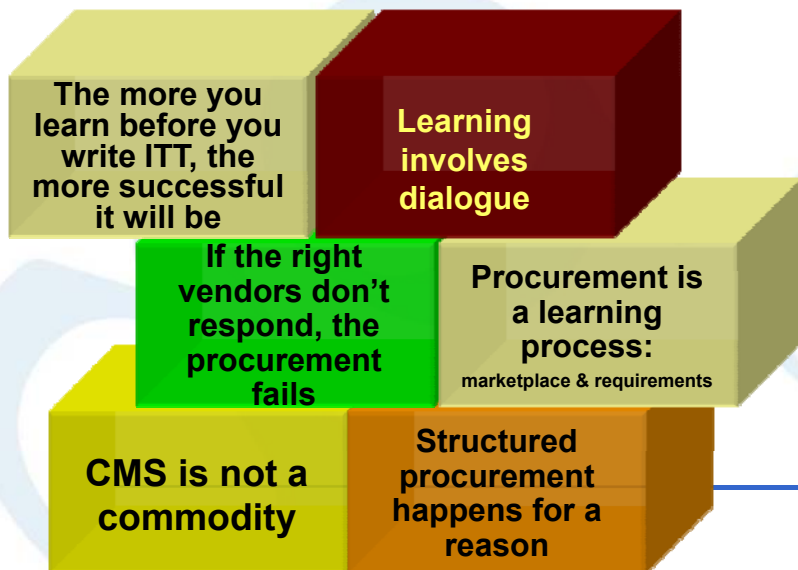 The more you
learn before you
write ITT, the
more successful
it will be
Learning
involves
dialogue
If the right
vendors don’t
respond, the
procurement
fails
Procurement is
a learning
process:
marketplace & requirements
CMS is not a
commodity
Structured
procurement
happens for a
reason